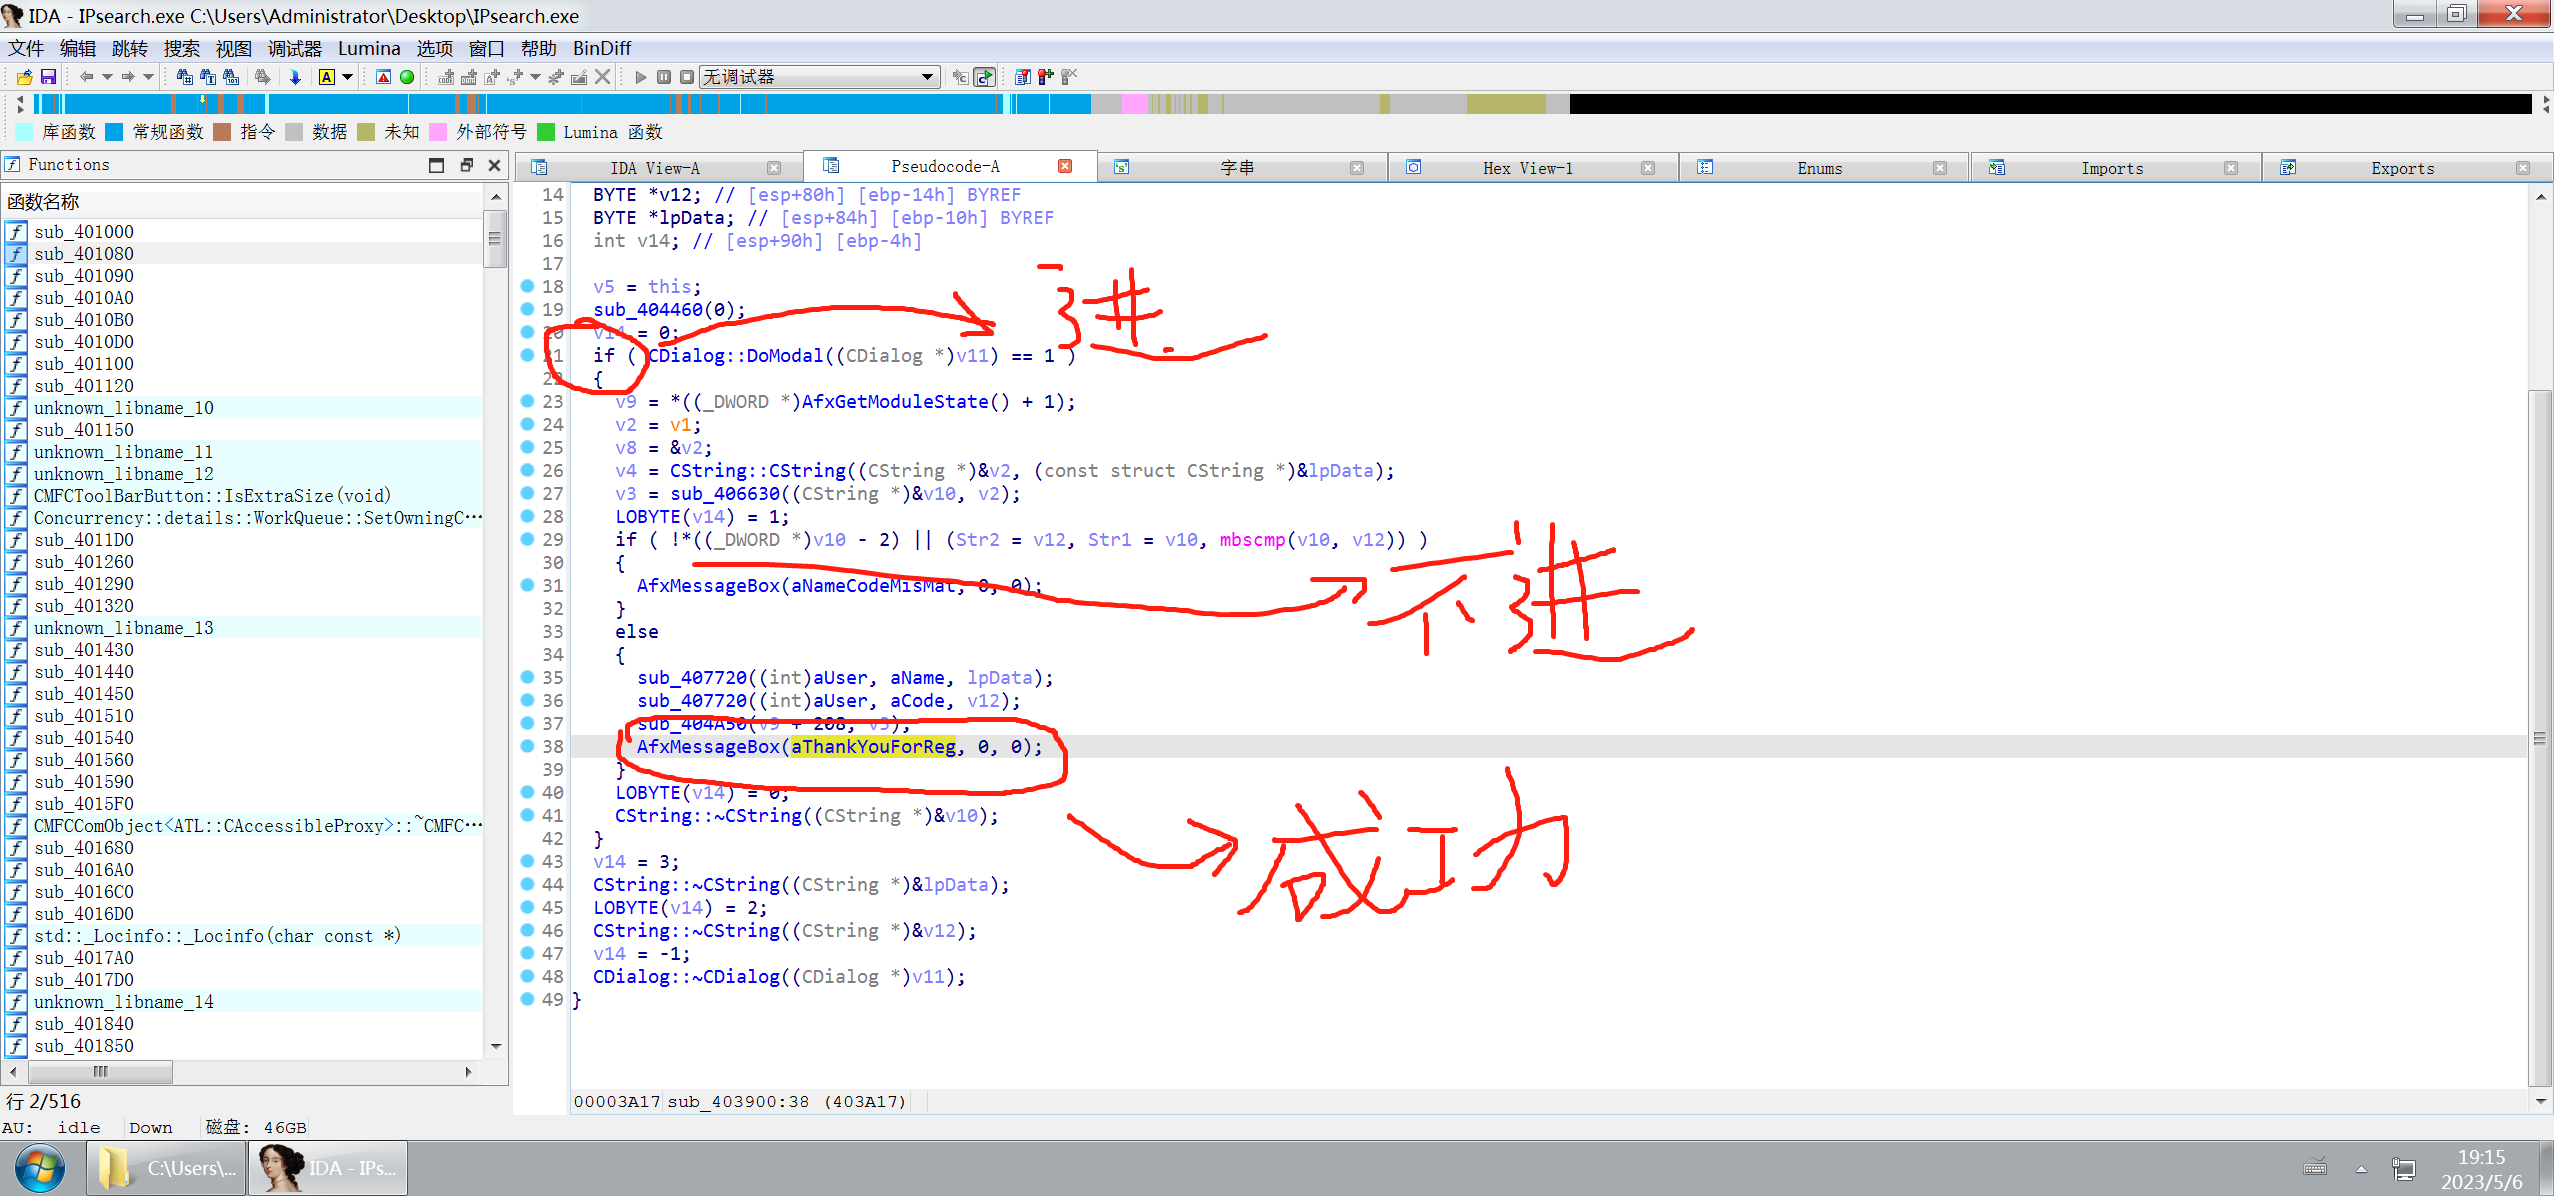 IDA - IPsearch.exe C:\Users\Administrator\Desktop\IPsearch.exe
文件 编辑 跳转 搜索 视图 调试器 Lumina 选项 窗口 帮助 BinDiff
无调试器
库函数 常规函数 指令 数据 未知 外部符号 Lumina 函数
Functions
函数名称
sub_401000
sub_401080
sub_401090
sub_4010A0
sub_4010B0
sub_4010D0
sub_401100
sub_401120
unknown_libname_10
sub_401150
unknown_libname_11
unknown_libname_12
CMFCToolBarButton::IsExtraSize(void)
Concurrency::details::WorkQueue::SetOwningC…
sub_4011D0
sub_401260
sub_401290
sub_401320
unknown_libname_13
sub_401430
sub_401440
sub_401450
sub_401510
sub_401540
sub_401560
sub_401590
sub_4015F0
CMFCComObject<ATL::CAccessibleProxy>::~CMFC…
sub_401680
sub_4016A0
sub_4016C0
sub_4016D0
std::_Locinfo::_Locinfo(char const *)
sub_4017A0
sub_4017D0
unknown_libname_14
sub_401840
sub_401850
行 2/516
IDA View-A Pseudocode-A 字串 Hex View-1 Enums Imports Exports
14 BYTE *v12; // [esp+80h] [ebp-14h] BYREF
15 BYTE *lpData; // [esp+84h] [ebp-10h] BYREF
16 int v14; // [esp+90h] [ebp-4h]
17
18 v5 = this;
19 sub_404460(0);
20 v14 = 0;
21 if ( CDialog::DoModal((CDialog *)v11) == 1 )
22 {
23 v9 = *((_DWORD *)AfxGetModuleState() + 1);
24 v2 = v1;
25 v8 = &v2;
26 v4 = CString::CString((CString *)&v2, (const struct CString *)&lpData);
27 v3 = sub_406630((CString *)&v10, v2);
28 LOBYTE(v14) = 1;
29 if ( !*((_DWORD *)v10 - 2) || (Str2 = v12, Str1 = v10, mbscmp(v10, v12)) )
30 {
31 AfxMessageBox(aNameCodeMisMat, 0, 0);
32 }
33 else
34 {
35 sub_407720((int)aUser, aName, lpData);
36 sub_407720((int)aUser, aCode, v12);
37 sub_404A50(v9 + 208, v3);
38 AfxMessageBox(aThankYouForReg, 0, 0);
39 }
40 LOBYTE(v14) = 0;
41 CString::~CString((CString *)&v10);
42 }
43 v14 = 3;
44 CString::~CString((CString *)&lpData);
45 LOBYTE(v14) = 2;
46 CString::~CString((CString *)&v12);
47 v14 = -1;
48 CDialog::~CDialog((CDialog *)v11);
49 }
进
不进
成功
00003A17 sub_403900:38 (403A17)
AU: idle Down 磁盘: 46GB
C:\Users\... IDA - IPs...
19:15
2023/5/6